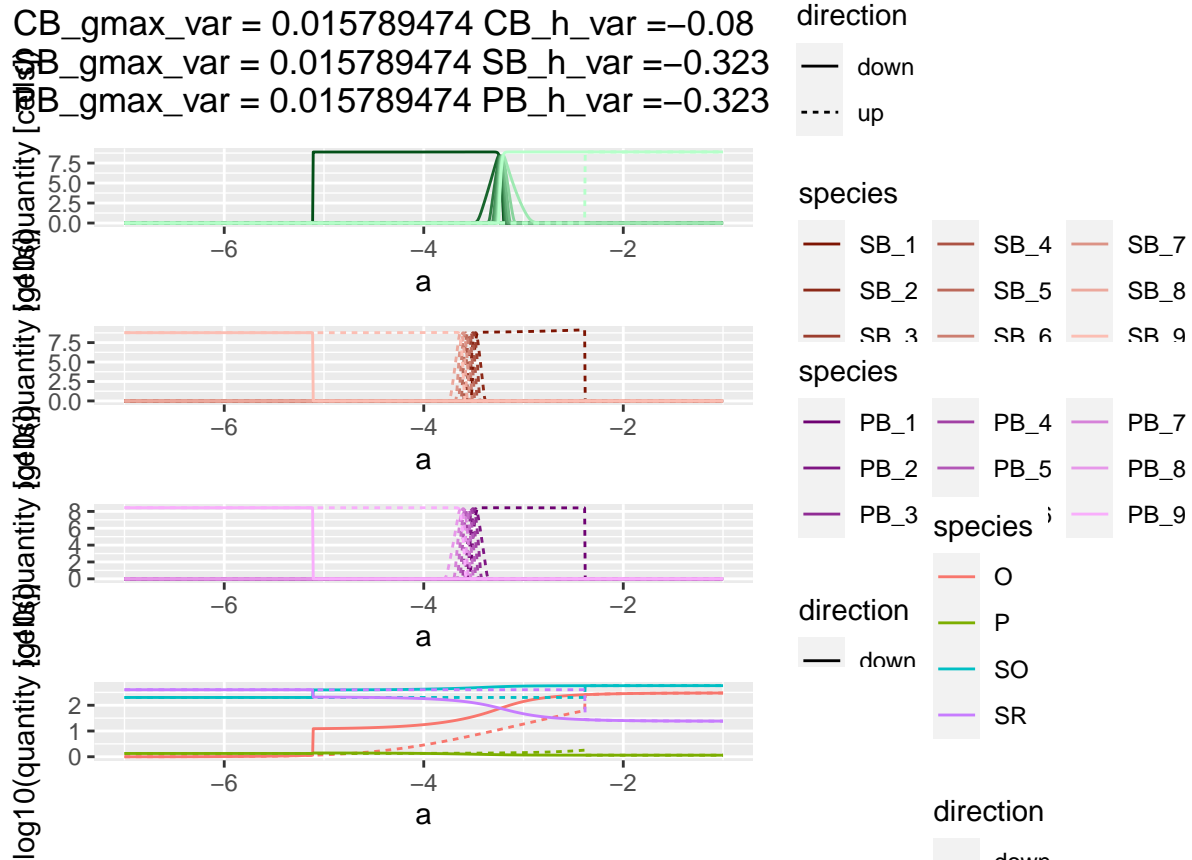 CB_gmax_var = 0.015789474 CB_h_var =−0.08
SB_gmax_var = 0.015789474 SB_h_var =−0.323
PB_gmax_var = 0.015789474 PB_h_var =−0.323
direction
down
up
7.5
5.0
2.5
0.0
−6 −4 −2
a
species
SB_1 SB_4 SB_7
SB_2 SB_5 SB_8
SB_3 SB_6 SB_9
7.5
5.0
2.5
0.0
−6 −4 −2
a
species
PB_1 PB_4 PB_7
PB_2 PB_5 PB_8
PB_3 PB_9
8
6
4
2
0
−6 −4 −2
a
direction
down
species
O
P
SO
SR
log10(quantity
2
1
0
−6 −4 −2
a
direction
down